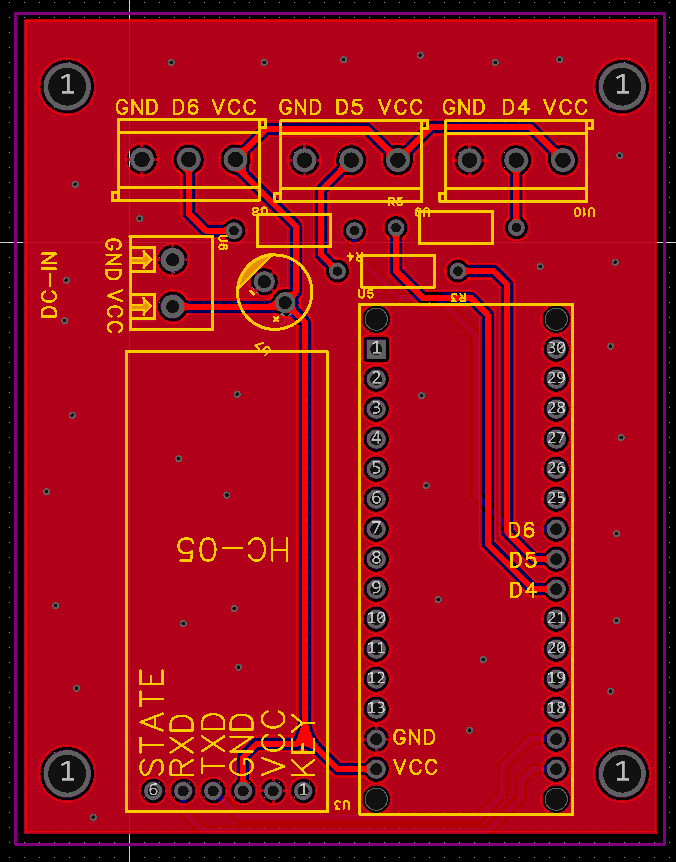 1 1
GND D6 VCC GND D5 VCC GND D4 VCC
R5
U8 U9 U10
U6
DC-IN
GND VCC
R4
U5 R3
1 30
2 29
3 28
4 27
5 26
6 25
7 D6
8 D5
9 D4
10 21
11 20
12 19
13 18
HC-05
GND
VCC
STATE
RXD
TXD
GND
VCC
KEY
6 1
U3
1 1